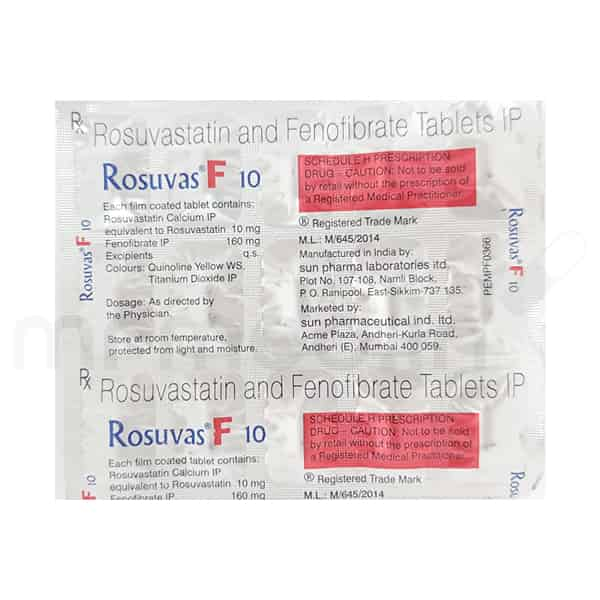 Rx Rosuvastatin and Fenofibrate Tablets IP
Rosuvas® F 10
Each film coated tablet contains:
Rosuvastatin Calcium IP
equivalent to Rosuvastatin 10 mg
Fenofibrate IP 160 mg
Excipients q.s.
Colours: Quinoline Yellow WS,
Titanium Dioxide IP
Dosage: As directed by
the Physician.
Store at room temperature,
protected from light and moisture.
SCHEDULE H PRESCRIPTION
DRUG – CAUTION: Not to be sold
by retail without the prescription of
a Registered Medical Practitioner.
® Registered Trade Mark
M.L.: M/645/2014
Manufactured in India by:
sun pharma laboratories ltd.
Plot No. 107-108, Namli Block,
P. O. Ranipool, East-Sikkim-737 135.
Marketed by:
sun pharmaceutical ind. ltd.
Acme Plaza, Andheri-Kurla Road,
Andheri (E), Mumbai 400 059.
Rosuvas® F 10
Rosuvas® F 10
PEMPF0366
Rx Rosuvastatin and Fenofibrate Tablets IP
Rosuvas® F 10
Each film coated tablet contains:
Rosuvastatin Calcium IP
equivalent to Rosuvastatin 10 mg
Fenofibrate IP 160 mg
SCHEDULE H PRESCRIPTION
DRUG – CAUTION: Not to be sold
by retail without the prescription of
a Registered Medical Practitioner.
® Registered Trade Mark
M.L.: M/645/2014
F 10
Rosuvas®